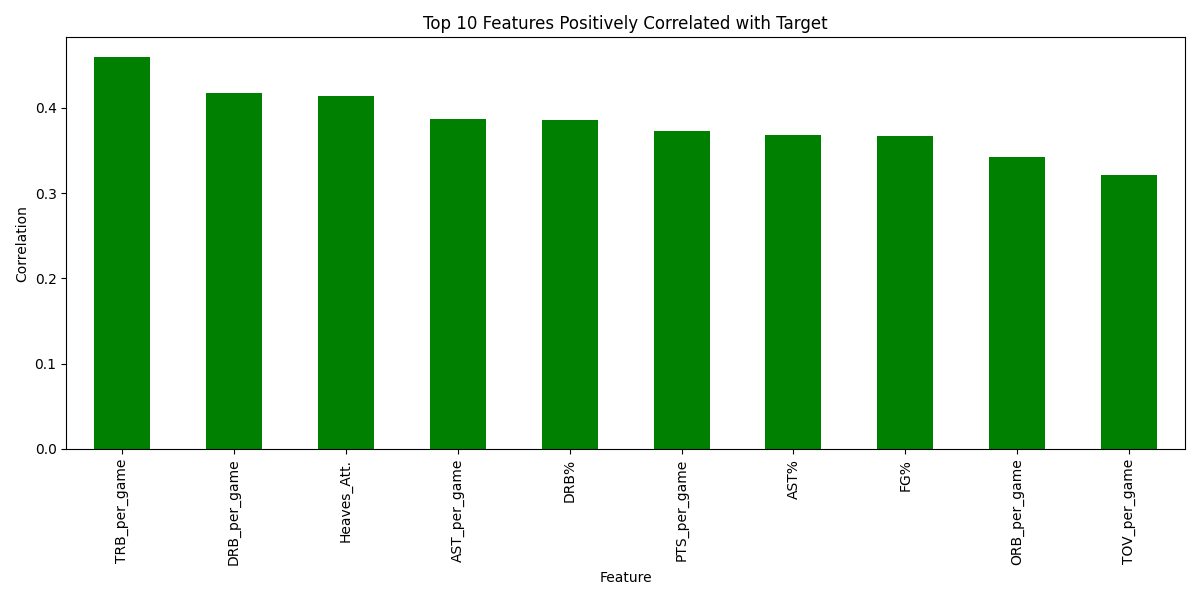 Top 10 Features Positively Correlated with Target
Correlation
0.4
0.3
0.2
0.1
0.0
TRB_per_game
DRB_per_game
Heaves_Att.
AST_per_game
DRB%
PTS_per_game
AST%
FG%
ORB_per_game
TOV_per_game
Feature